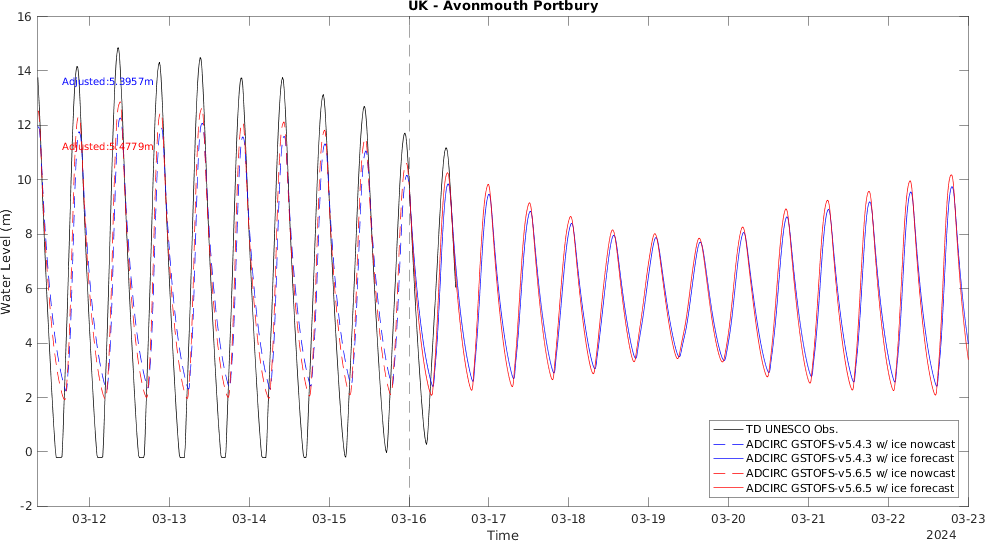 UK - Avonmouth Portbury
16
14
12
10
8
6
4
2
0
-2
Water Level (m)
Adjusted:5.3957m
Adjusted:5.4779m
TD UNESCO Obs.
ADCIRC GSTOFS-v5.4.3 w/ ice nowcast
ADCIRC GSTOFS-v5.4.3 w/ ice forecast
ADCIRC GSTOFS-v5.6.5 w/ ice nowcast
ADCIRC GSTOFS-v5.6.5 w/ ice forecast
03-12 03-13 03-14 03-15 03-16 03-17 03-18 03-19 03-20 03-21 03-22 03-23
Time
2024